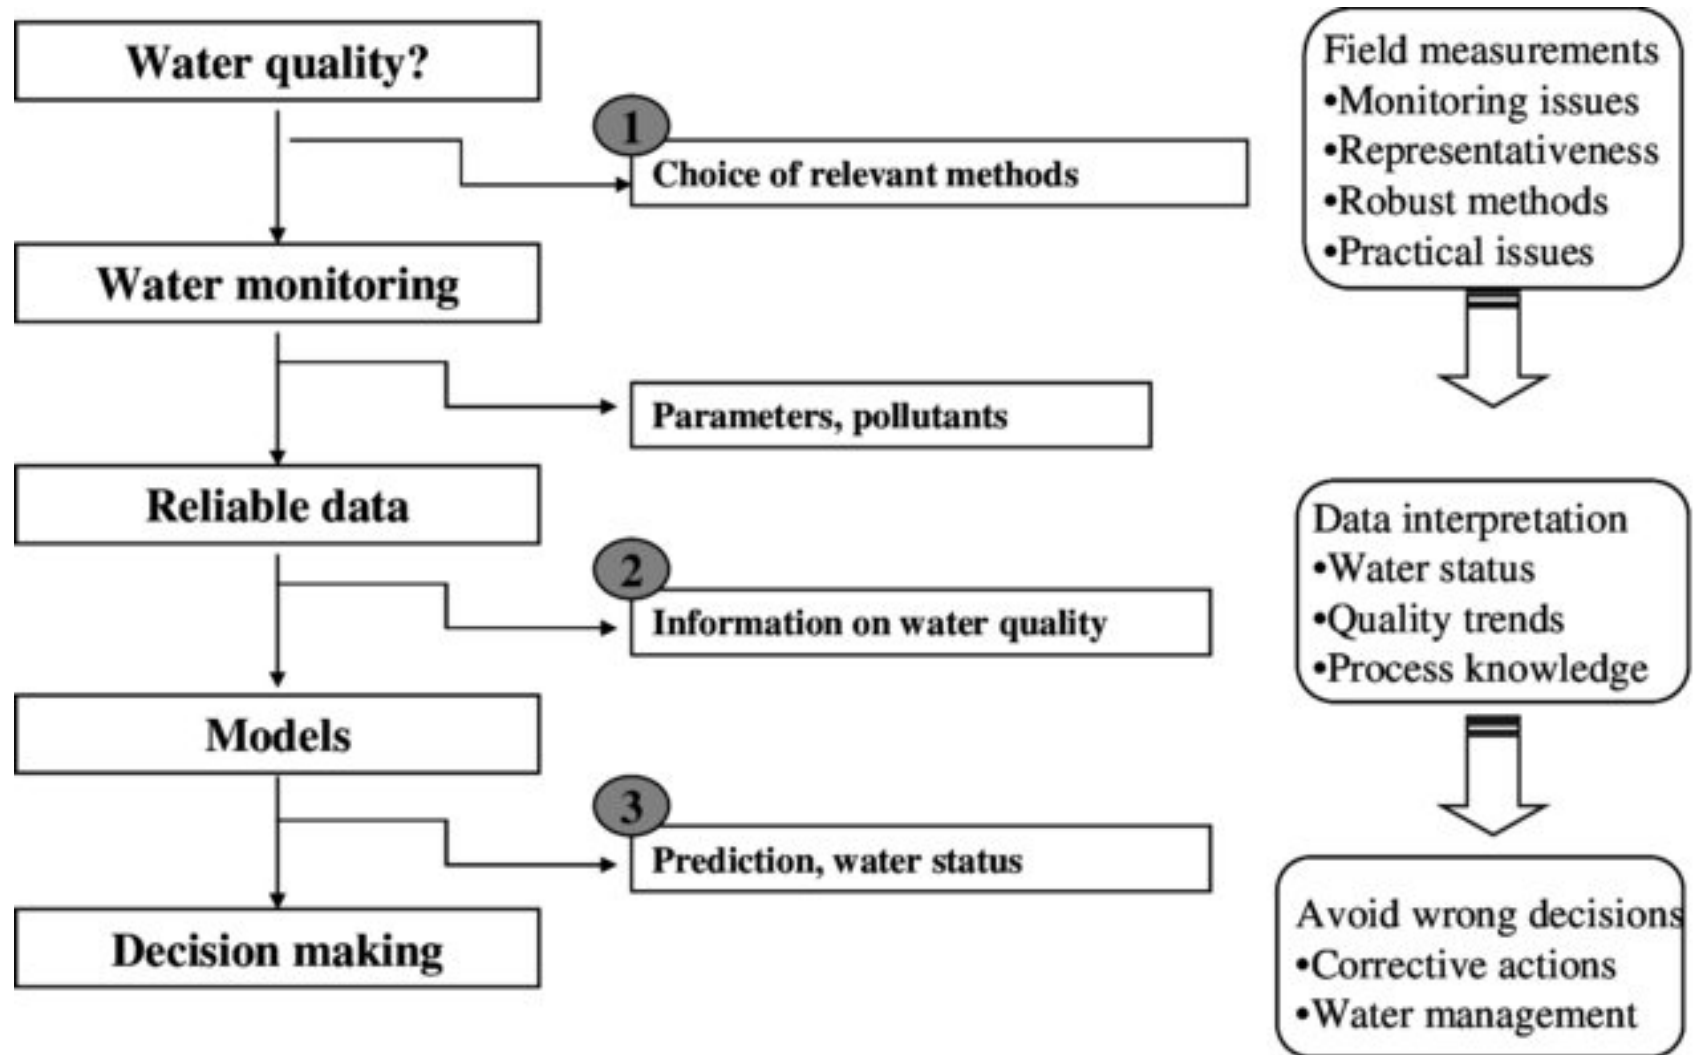 Water quality?
1
Choice of relevant methods
Water monitoring
Parameters, pollutants
Reliable data
2
Information on water quality
Models
3
Prediction, water status
Decision making
Field measurements
•Monitoring issues
•Representativeness
•Robust methods
•Practical issues
Data interpretation
•Water status
•Quality trends
•Process knowledge
Avoid wrong decisions
•Corrective actions
•Water management